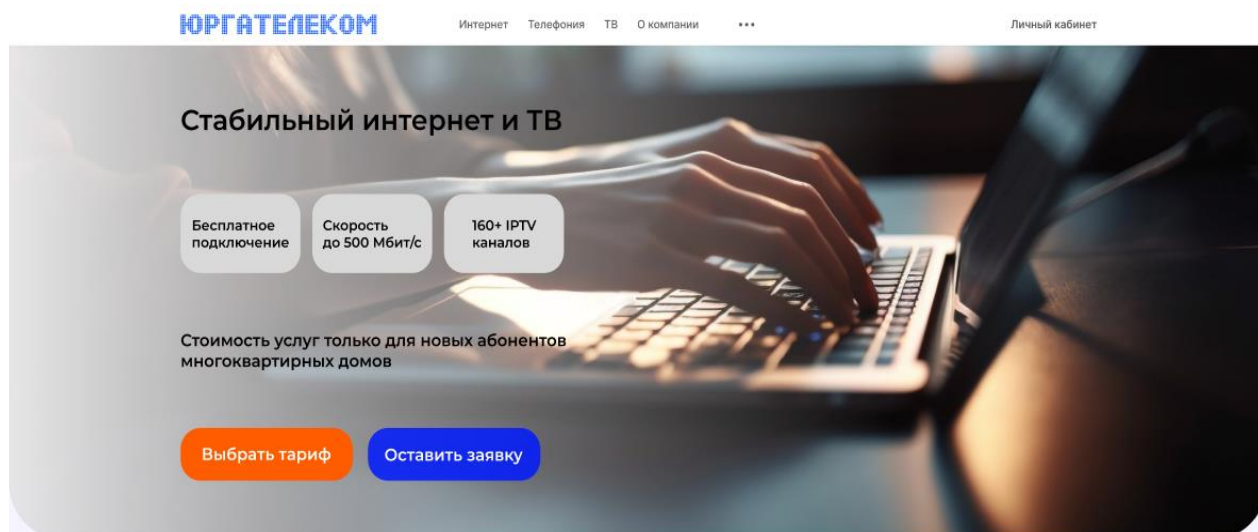 ЮРГАТЕЛЕКОМ
Интернет Телефония ТВ О компании
Личный кабинет
Стабильный интернет и ТВ
Бесплатное
подключение
Скорость
до 500 Мбит/с
160+ IPTV
каналов
Стоимость услуг только для новых абонентов
многоквартирных домов
Выбрать тариф
Оставить заявку